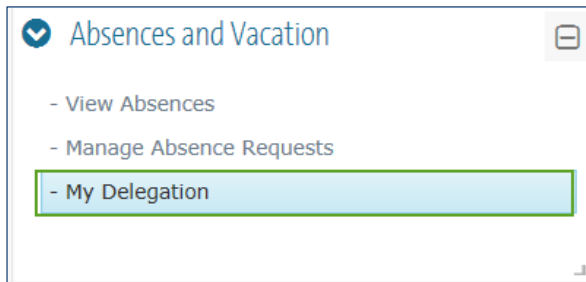 Absences and Vacation
- View Absences
- Manage Absence Requests
- My Delegation